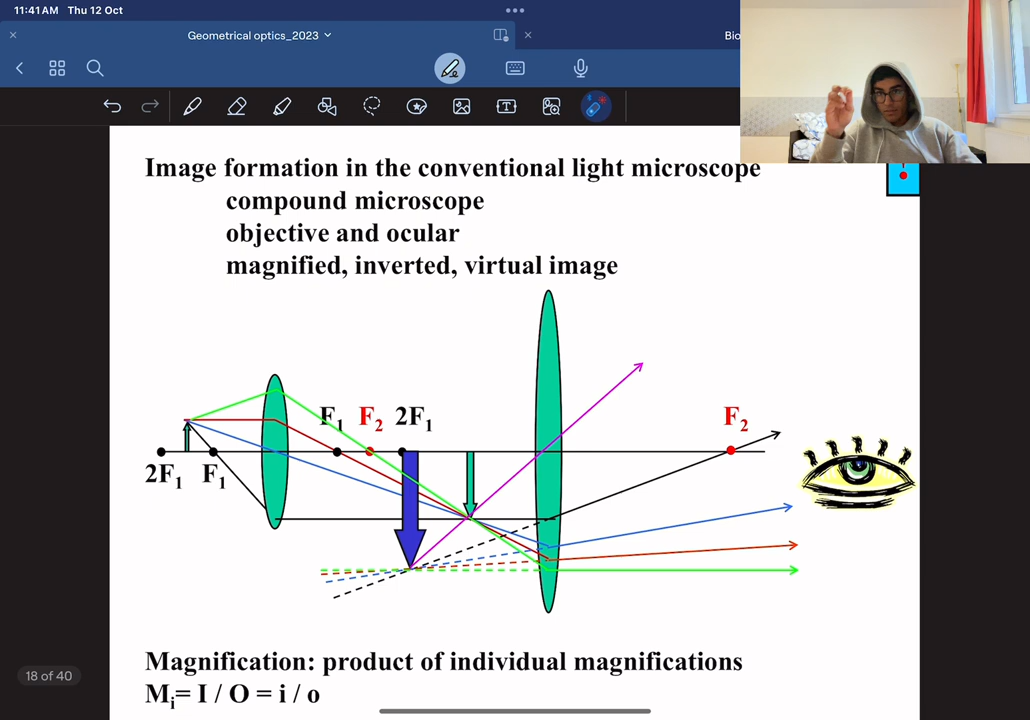 11:41 AM Thu 12 Oct
Geometrical optics_2023
Bio
Image formation in the conventional light microscope
compound microscope
objective and ocular
magnified, inverted, virtual image
!
F₁ F₂ 2F₁ F₂
2F₁ F₁
Magnification: product of individual magnifications
18 of 40
Mᵢ= I / O = i / o